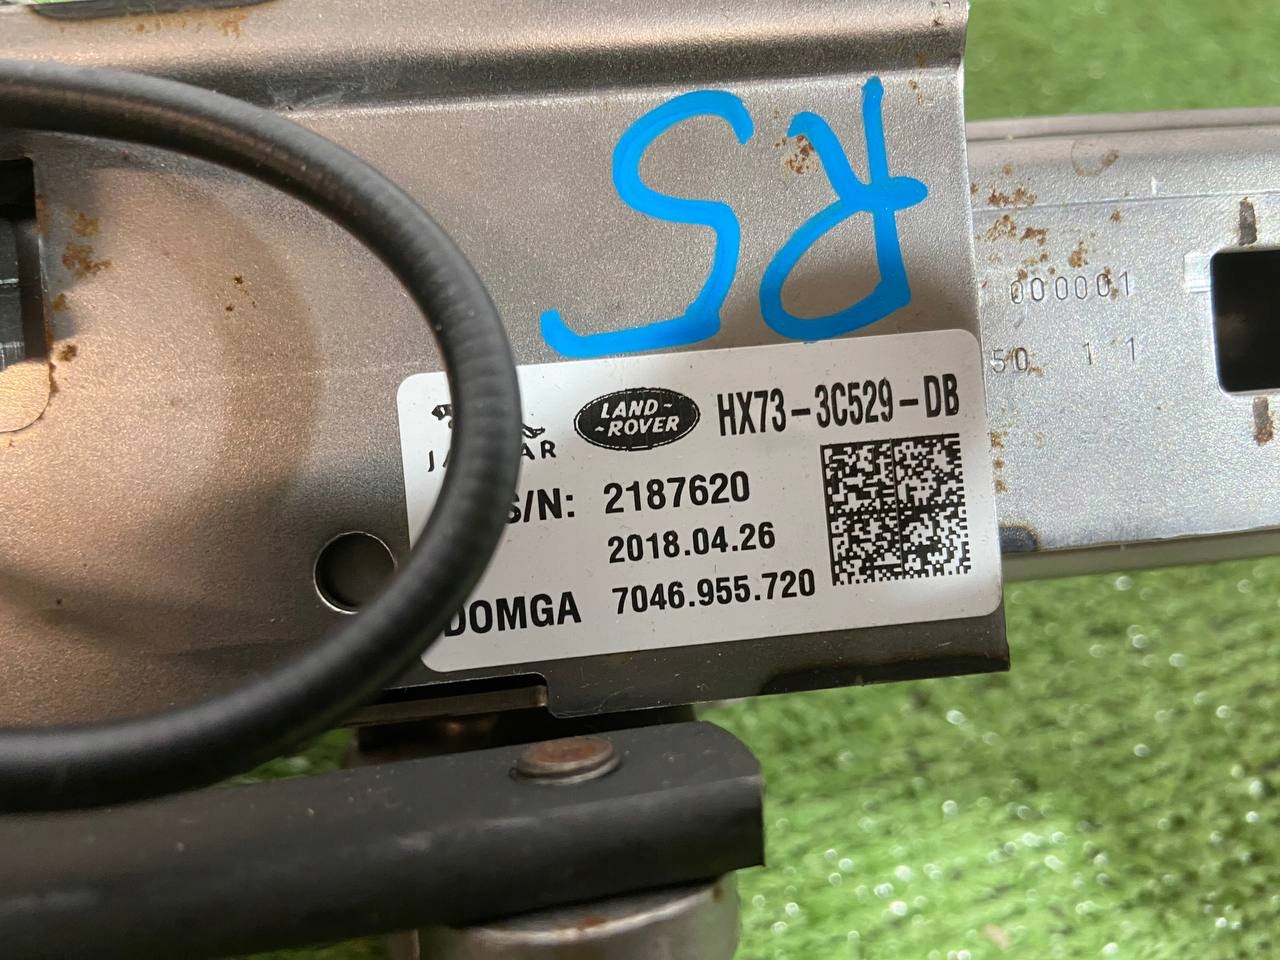 RS
LAND-
-ROVER
HX73-3C529-DB
S/N: 2187620
2018.04.26
DOMGA 7046.955.720
000001
50 1 1